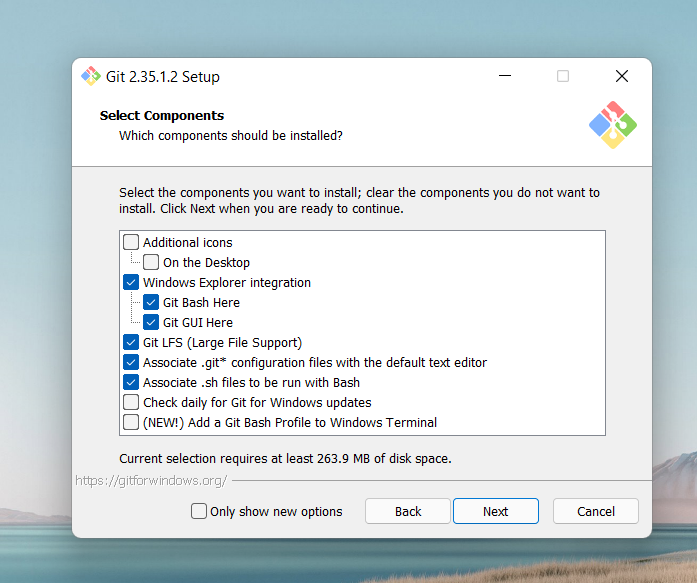 Git 2.35.1.2 Setup
Select Components
Which components should be installed?
Select the components you want to install; clear the components you do not want to
install. Click Next when you are ready to continue.
Additional icons
On the Desktop
Windows Explorer integration
Git Bash Here
Git GUI Here
Git LFS (Large File Support)
Associate .git* configuration files with the default text editor
Associate .sh files to be run with Bash
Check daily for Git for Windows updates
(NEW!) Add a Git Bash Profile to Windows Terminal
Current selection requires at least 263.9 MB of disk space.
https://gitforwindows.org/
Only show new options Back Next Cancel